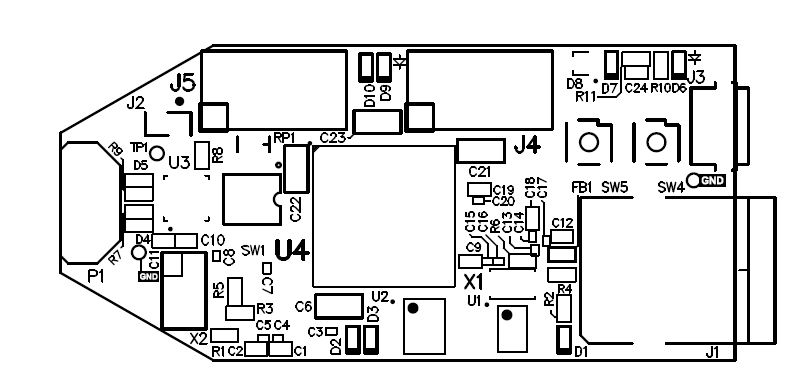 D8
R11
D7
C24
R10
D6
J3
D10
D9
J5
J2
C23
RP1
J4
C21
TP1
U3
R8
R9
D5
C22
C19
C20
C18
C17
FB1
SW5
SW4
GND
C15
C16
R6
C13
C14
C12
D4
C10
C11
C8
SW1
U4
C9
R7
P1
GND
C7
X1
R5
R3
C6
U2
U1
R2
R4
X2
R1
C2
C5
C4
C1
C3
D2
D3
D1
J1